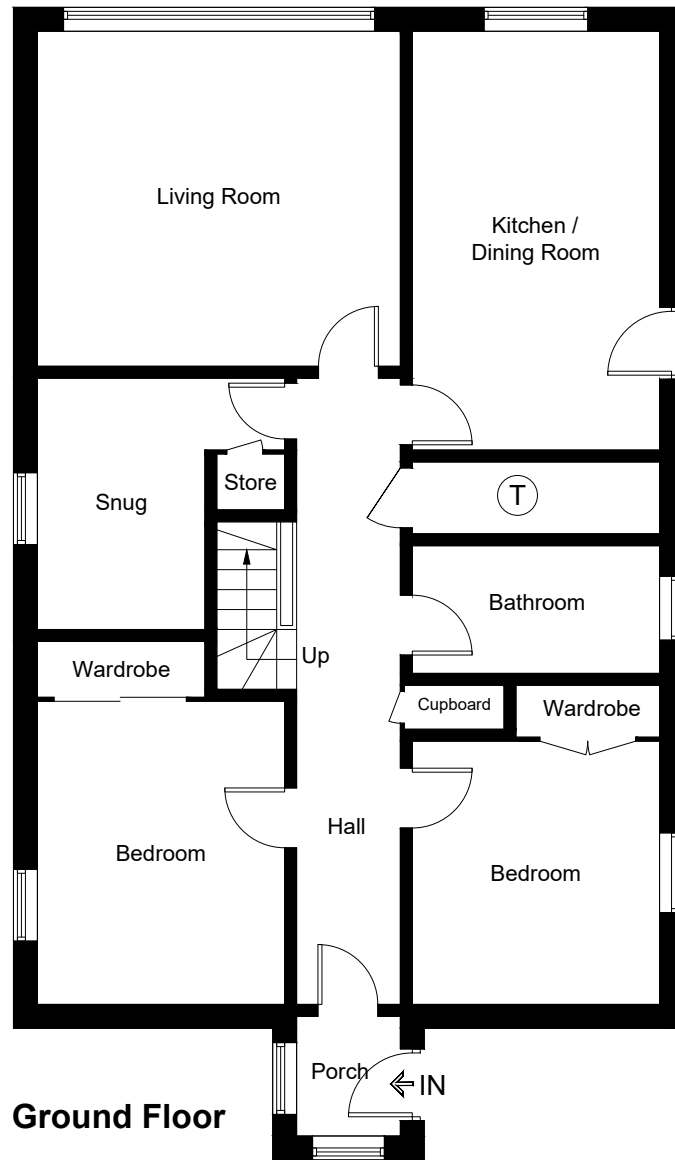 Living Room
Kitchen /
Dining Room
Snug
Store
T
Bathroom
Up
Wardrobe
Cupboard
Wardrobe
Hall
Bedroom
Bedroom
Porch
IN
Ground Floor